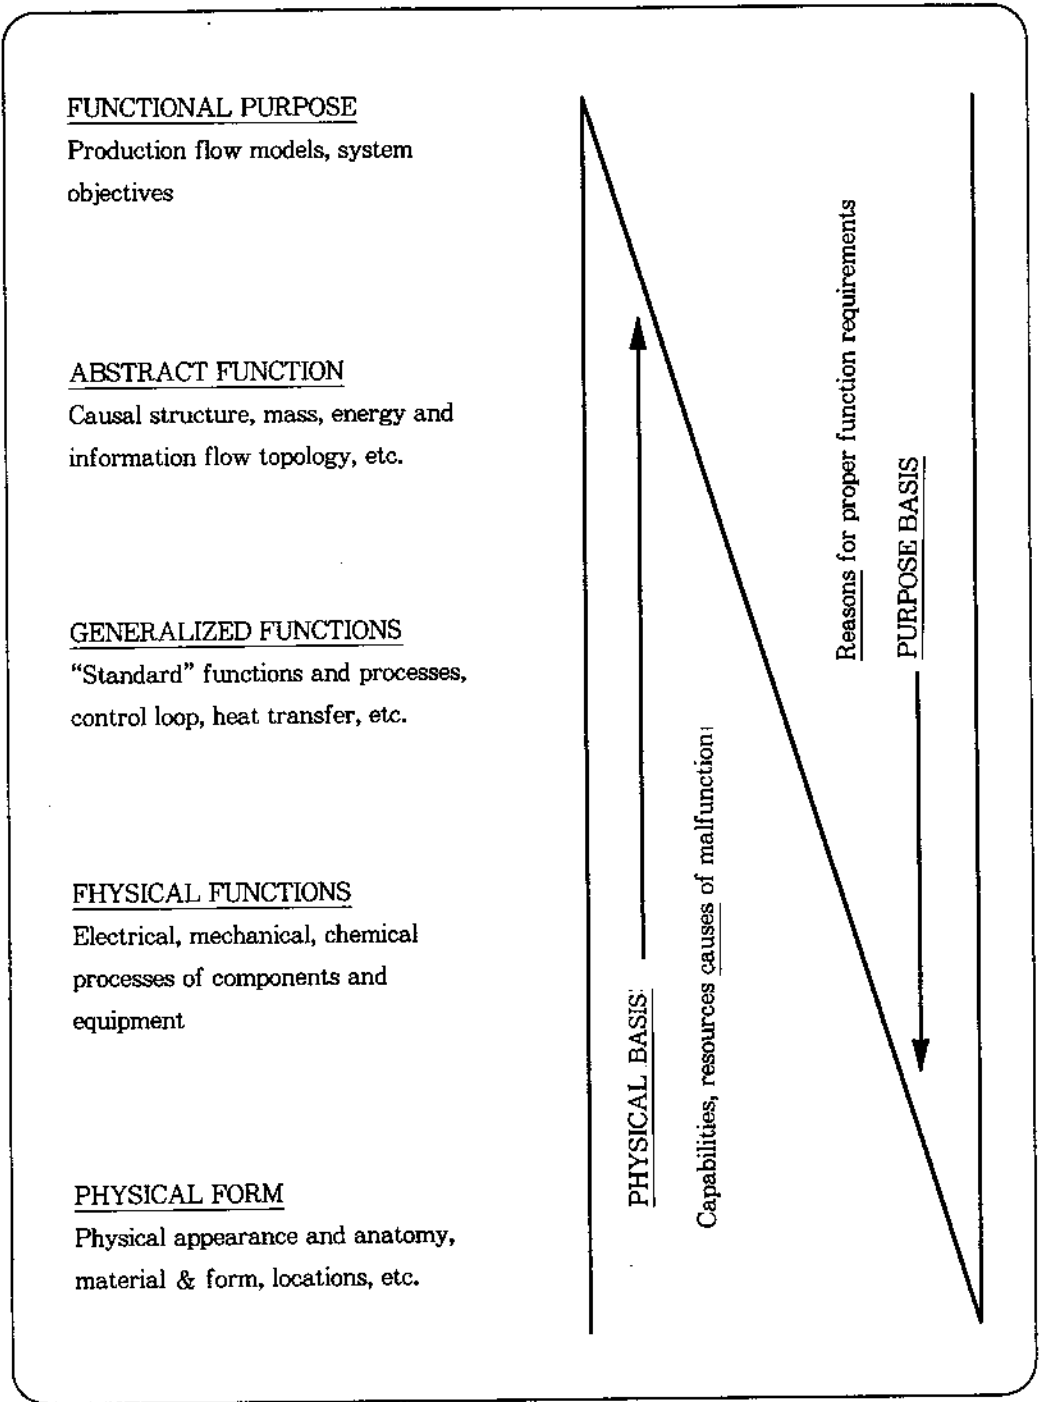 FUNCTIONAL PURPOSE
Production flow models, system
objectives
ABSTRACT FUNCTION
Causal structure, mass, energy and
information flow topology, etc.
GENERALIZED FUNCTIONS
“Standard” functions and processes,
control loop, heat transfer, etc.
FHYSICAL FUNCTIONS
Electrical, mechanical, chemical
processes of components and
equipment
PHYSICAL FORM
Physical appearance and anatomy,
material & form, locations, etc.
PHYSICAL BASIS
Capabilities, resources causes of malfunction
Reasons for proper function requirements
PURPOSE BASIS